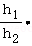 h₁
h₂ •